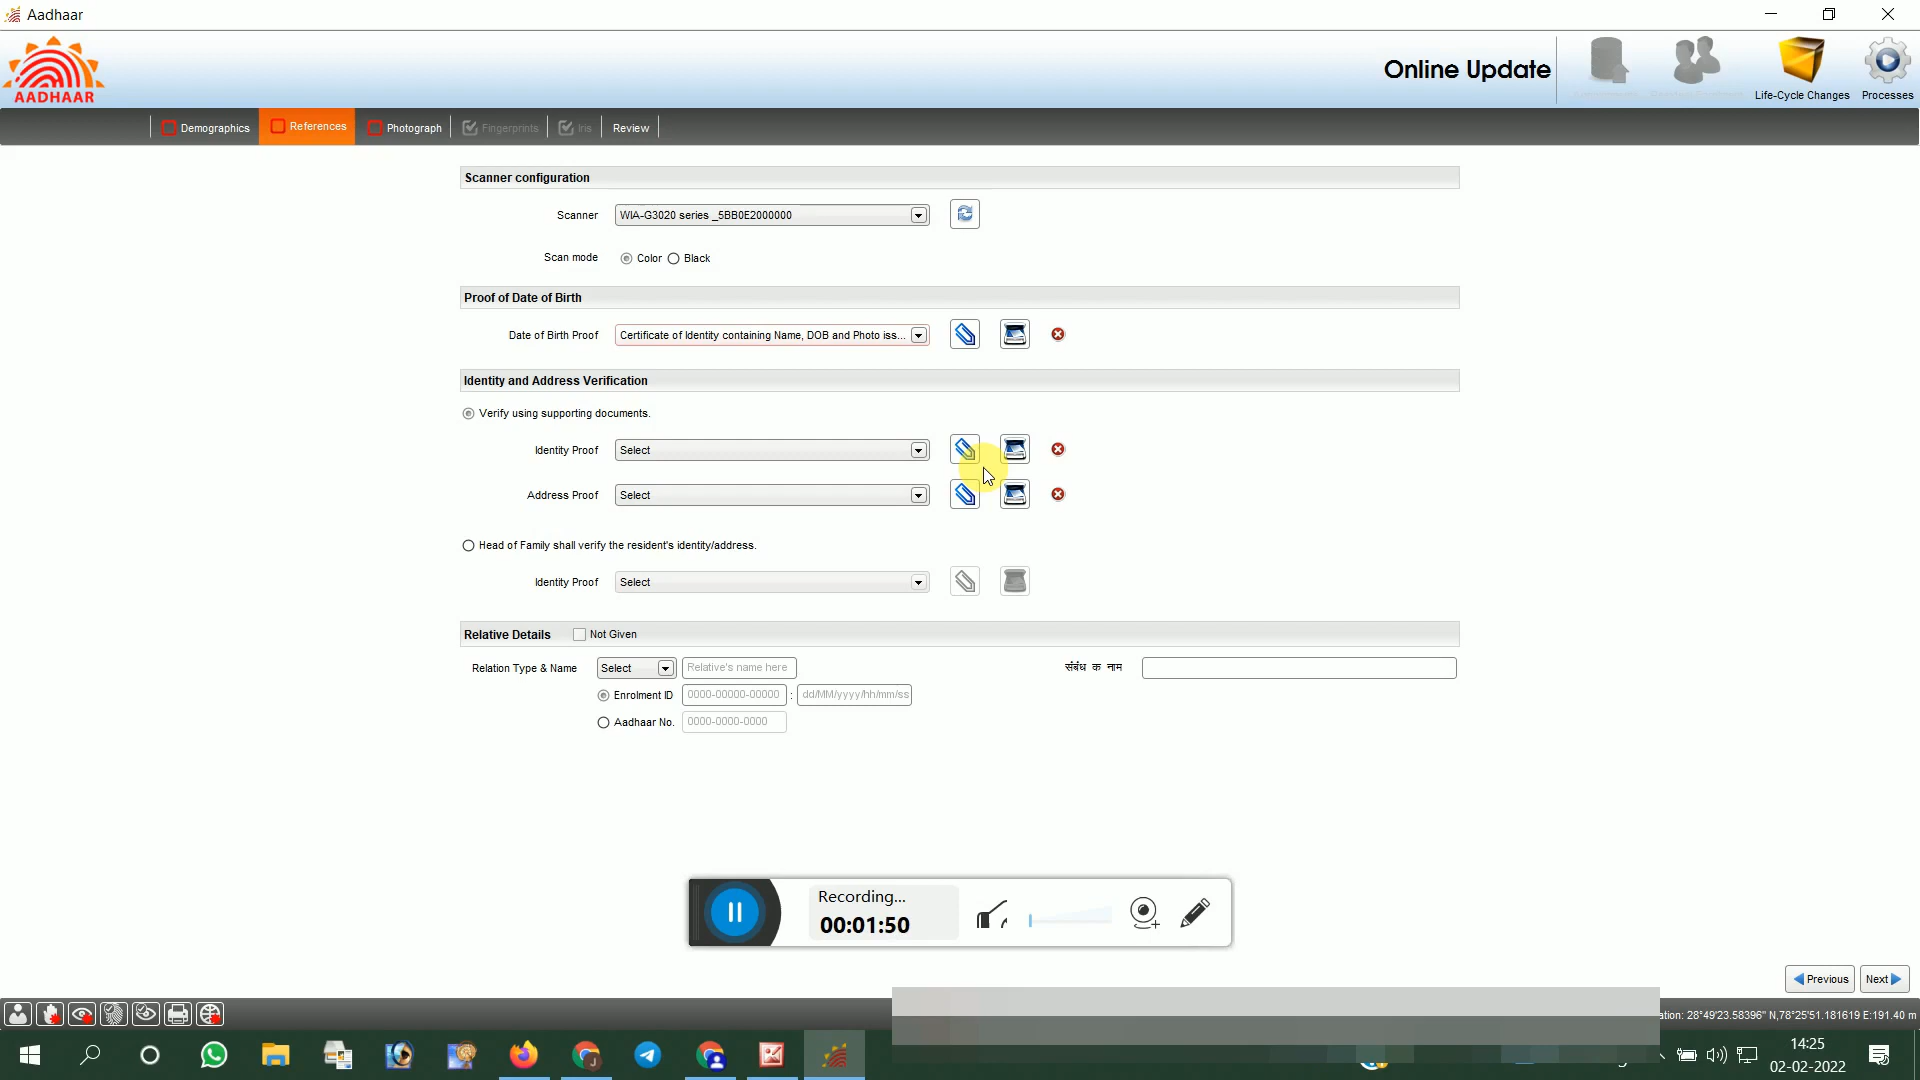 Aadhaar
AADHAAR
Online Update
Life-Cycle Changes
Processes
Demographics
References
Photograph
Fingerprints
Iris
Review
Scanner configuration
Scanner WIA-G3020 series _5BB0E2000000
Scan mode Color Black
Proof of Date of Birth
Date of Birth Proof Certificate of Identity containing Name, DOB and Photo iss...
Identity and Address Verification
Verify using supporting documents.
Identity Proof Select
Address Proof Select
Head of Family shall verify the resident's identity/address.
Identity Proof Select
Relative Details Not Given
Relation Type & Name Select Relative's name here संबंध क नाम
Enrolment ID 0000-00000-00000 : dd/MM/yyyy/hh/mm/ss
Aadhaar No. 0000-0000-0000
Recording...
00:01:50
Previous
Next
ation: 28°49'23.58396" N,78°25'51.181619 E:191.40 m
14:25
02-02-2022